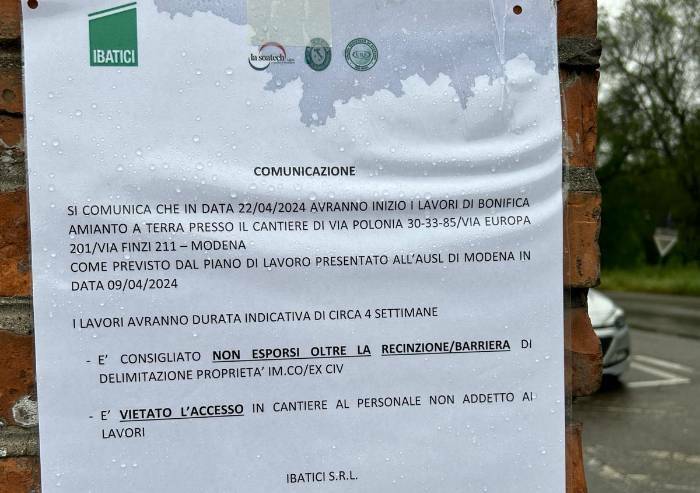 IBATICI
la scatech
COMUNICAZIONE
SI COMUNICA CHE IN DATA 22/04/2024 AVRANNO INIZIO I LAVORI DI BONIFICA
AMIANTO A TERRA PRESSO IL CANTIERE DI VIA POLONIA 30-33-85/VIA EUROPA
201/VIA FINZI 211 – MODENA
COME PREVISTO DAL PIANO DI LAVORO PRESENTATO ALL'AUSL DI MODENA IN
DATA 09/04/2024
I LAVORI AVRANNO DURATA INDICATIVA DI CIRCA 4 SETTIMANE
- E' CONSIGLIATO NON ESPORSI OLTRE LA RECINZIONE/BARRIERA DI
DELIMITAZIONE PROPRIETA' IM.CO/EX CIV
- E' VIETATO L'ACCESSO IN CANTIERE AL PERSONALE NON ADDETTO AI
LAVORI
IBATICI S.R.L.